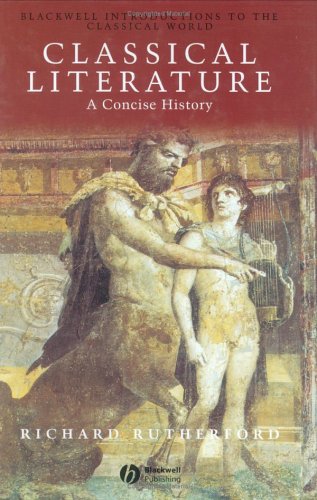 BLACKWELL INTRODUCTIONS TO THE
CLASSICAL WORLD
CLASSICAL
LITERATURE
A Concise History
RICHARD RUTHERFORD
Blackwell
Publishing